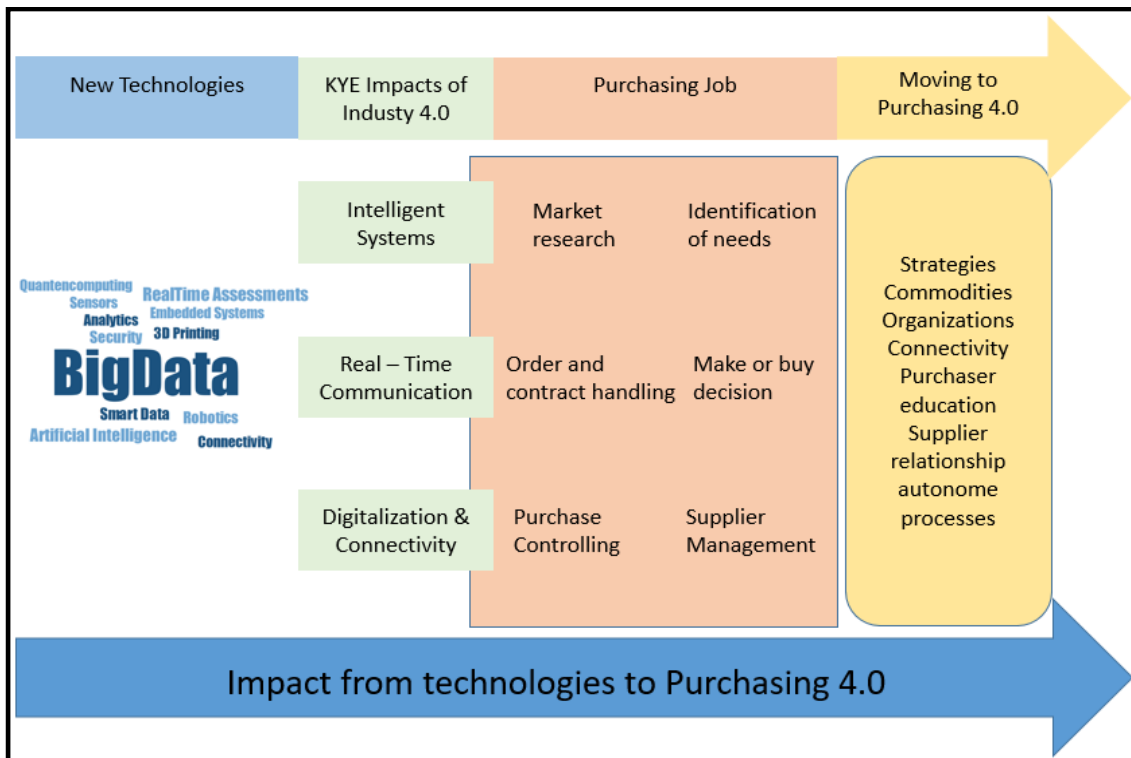 New Technologies
KYE Impacts of
Industy 4.0
Purchasing Job
Moving to
Purchasing 4.0
Quantencomputing
Sensors
RealTime Assessments
Analytics
Embedded Systems
Security
3D Printing
BigData
Smart Data
Robotics
Artificial Intelligence
Connectivity
Intelligent
Systems
Market
research
Identification
of needs
Real – Time
Communication
Order and
contract handling
Make or buy
decision
Digitalization &
Connectivity
Purchase
Controlling
Supplier
Management
Strategies
Commodities
Organizations
Connectivity
Purchaser
education
Supplier
relationship
autonome
processes
Impact from technologies to Purchasing 4.0